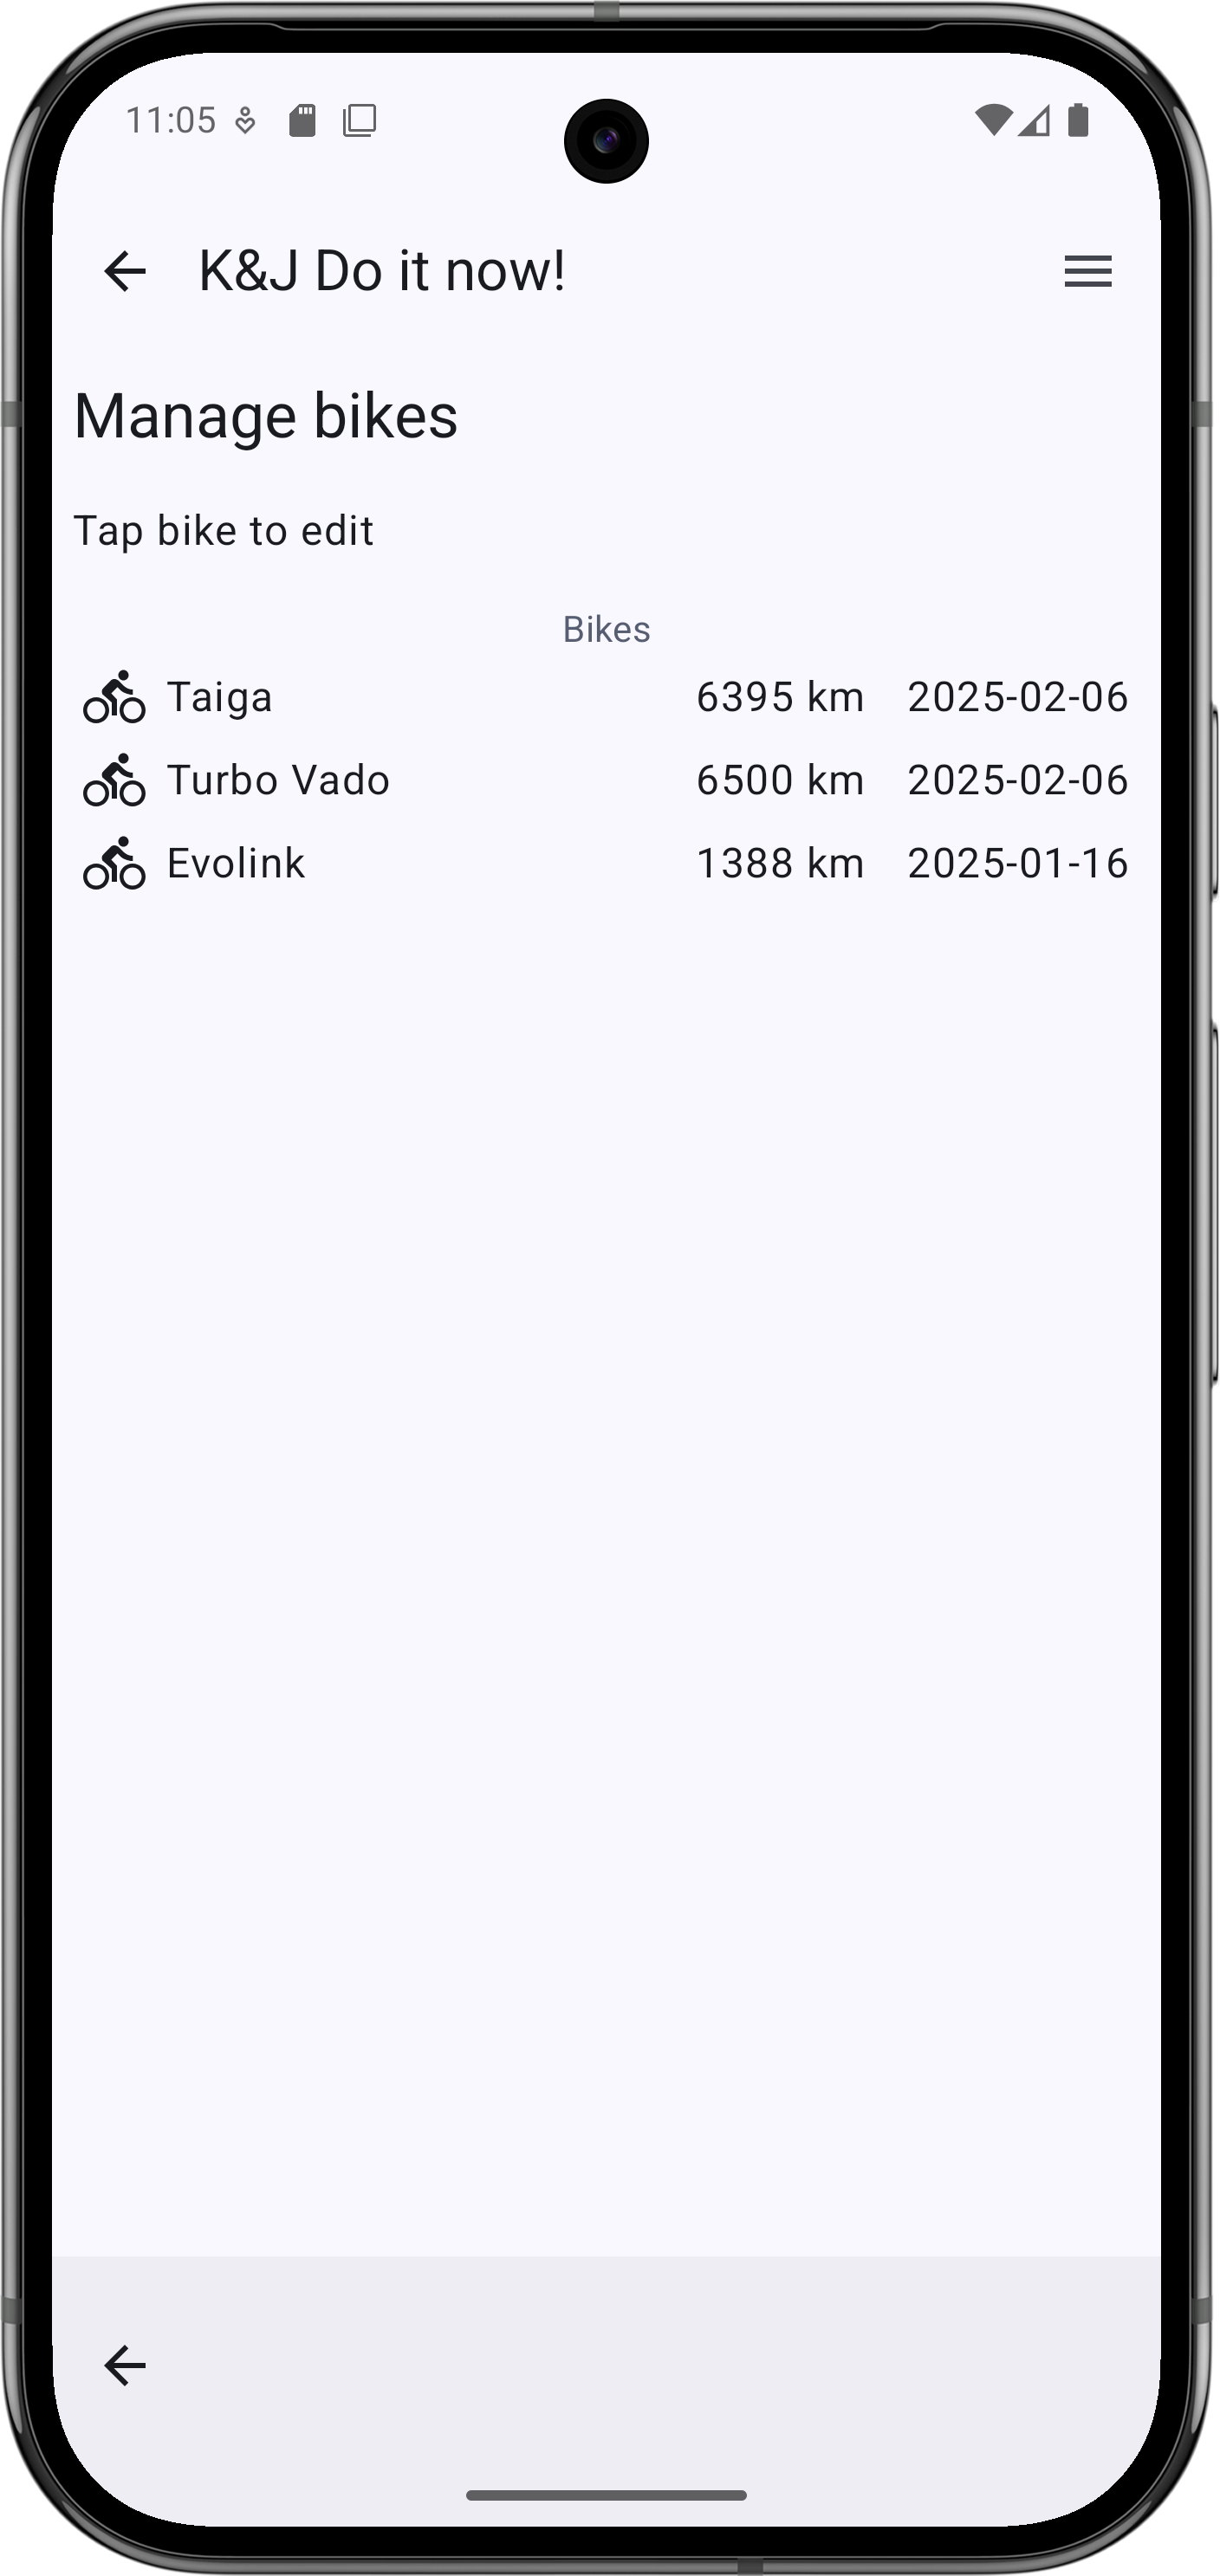 11:05
K&J Do it now!
Manage bikes
Tap bike to edit
Bikes
Taiga 6395 km 2025-02-06
Turbo Vado 6500 km 2025-02-06
Evolink 1388 km 2025-01-16